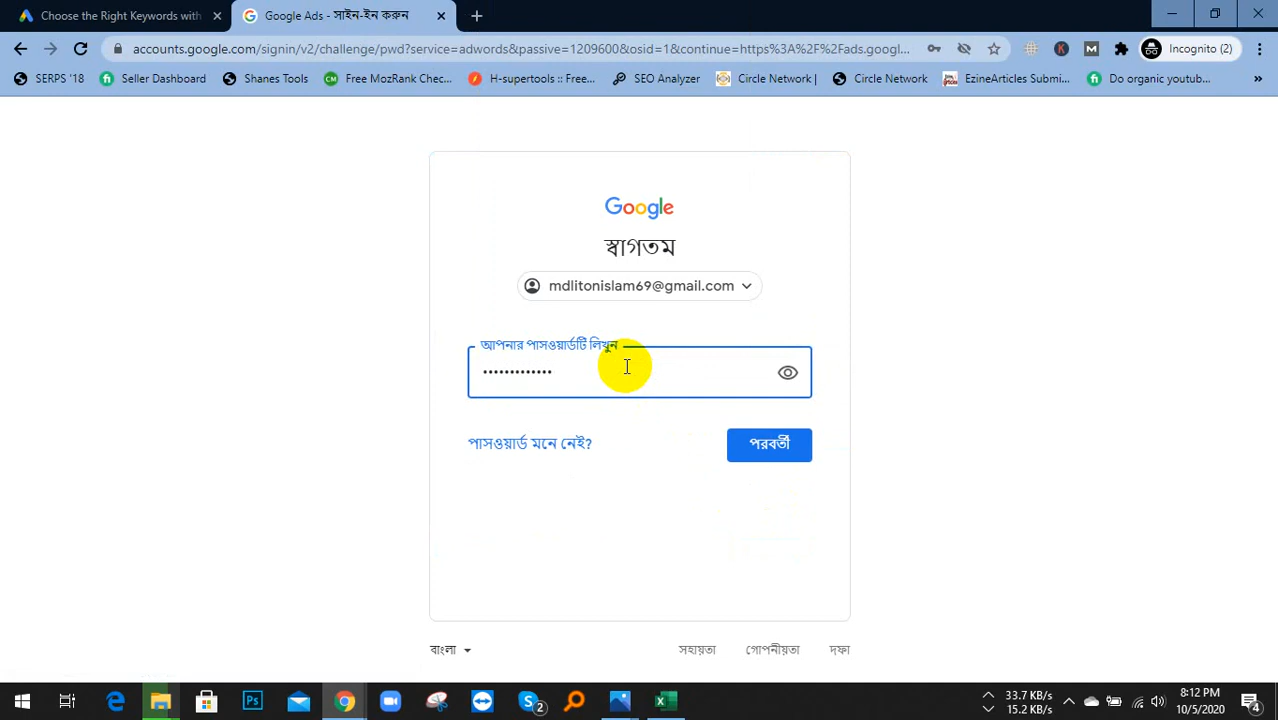 Choose the Right Keywords with
Google Ads - সাইন-ইন করুন
accounts.google.com/signin/v2/challenge/pwd?service=adwords&passive=1209600&osid=1&continue=https%3A%2F%2Fads.googl...
Incognito (2)
SERPS '18
Seller Dashboard
Shanes Tools
Free MozRank Chec...
H-supertools :: Free...
SEO Analyzer
Circle Network |
Circle Network
EzineArticles Submi...
Do organic youtub...
Google
স্বাগতম
mdlitonislam69@gmail.com
আপনার পাসওয়ার্ডটি লিখুন
•••••••••••••
পাসওয়ার্ড মনে নেই?
পরবর্তী
বাংলা
সহায়তা
গোপনীয়তা
দফা
33.7 KB/s
15.2 KB/s
8:12 PM
10/5/2020